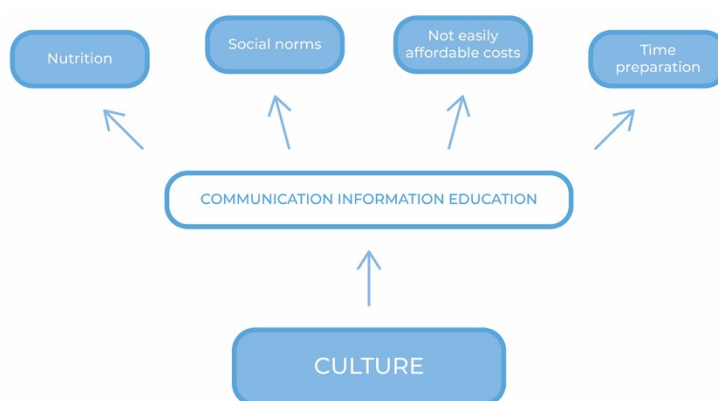 Nutrition
Social norms
Not easily
affordable costs
Time
preparation
COMMUNICATION INFORMATION EDUCATION
CULTURE